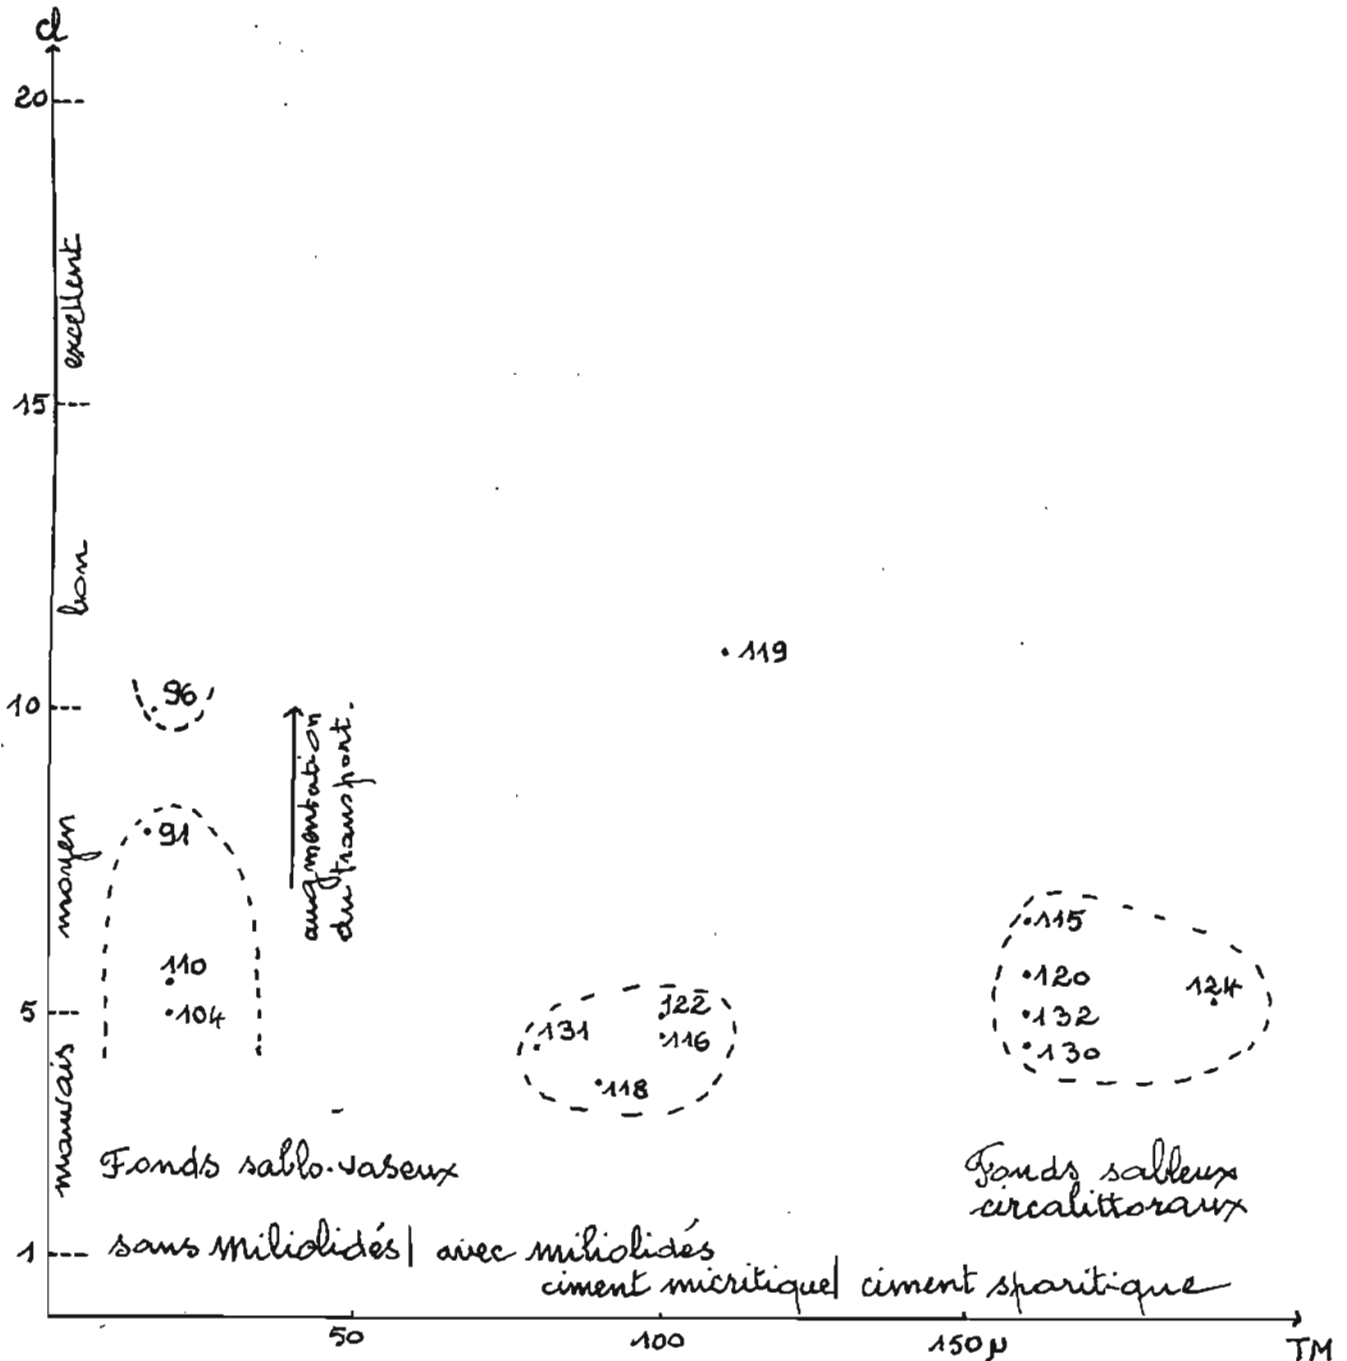 d
20
excellent
15
bon
119
10
96
augmentation
du transport.
moyen
91
115
110
120
124
5
104
122
132
131
116
130
118
mauvais
Fonds sablo-vaseux
Fonds sableux
circalittoraux
1
sans miliolidés | avec miliolidés
ciment micritique | ciment sparitique
50
100
150 µ
TM